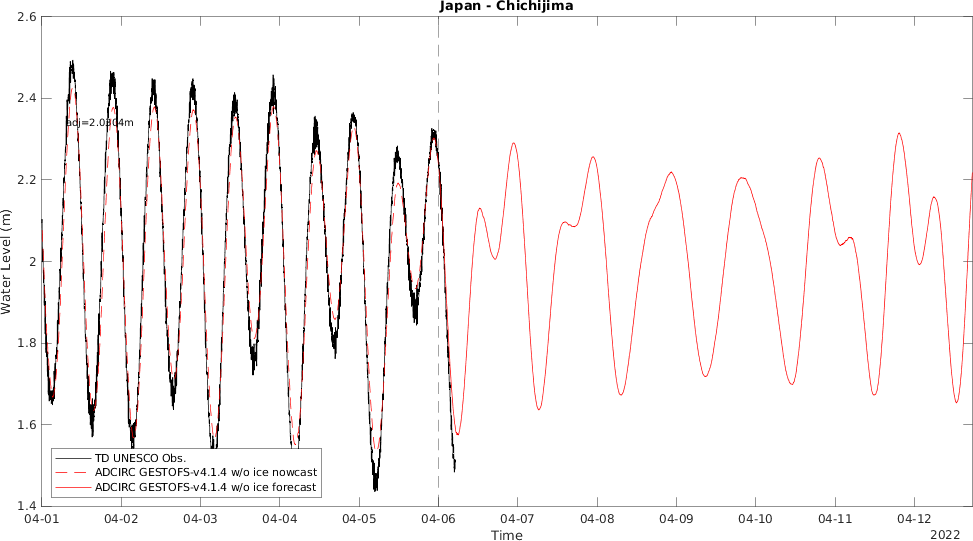 Japan - Chichijima
2.6
2.4
adj=2.0304m
2.2
2
1.8
1.6
1.4
Water Level (m)
TD UNESCO Obs.
ADCIRC GESTOFS-v4.1.4 w/o ice nowcast
ADCIRC GESTOFS-v4.1.4 w/o ice forecast
04-01 04-02 04-03 04-04 04-05 04-06 04-07 04-08 04-09 04-10 04-11 04-12
Time
2022